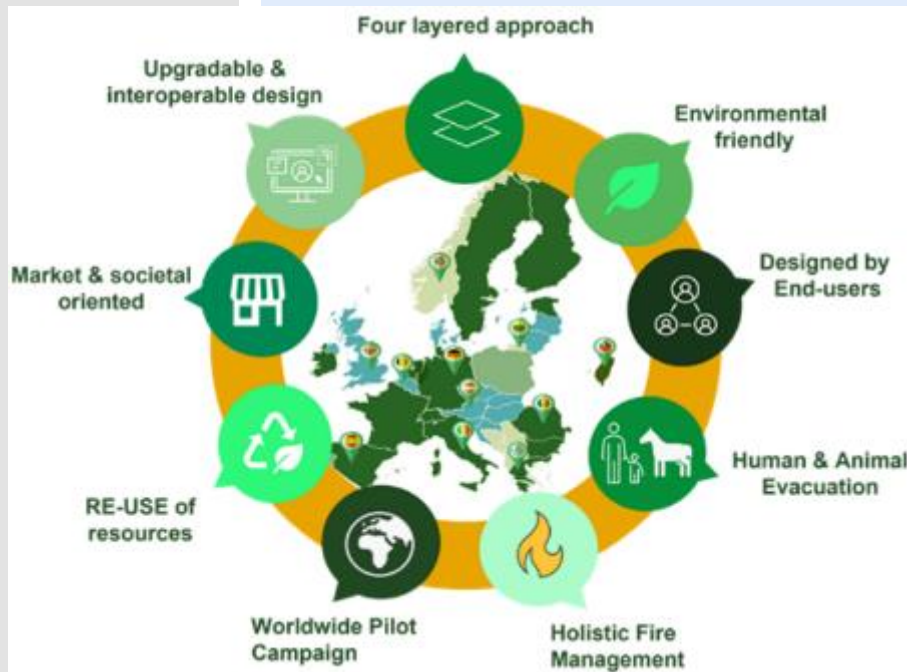 Four layered approach
Upgradable &
interoperable design
Environmental
friendly
Market & societal
oriented
Designed by
End-users
RE-USE of
resources
Human & Animal
Evacuation
Worldwide Pilot
Campaign
Holistic Fire
Management